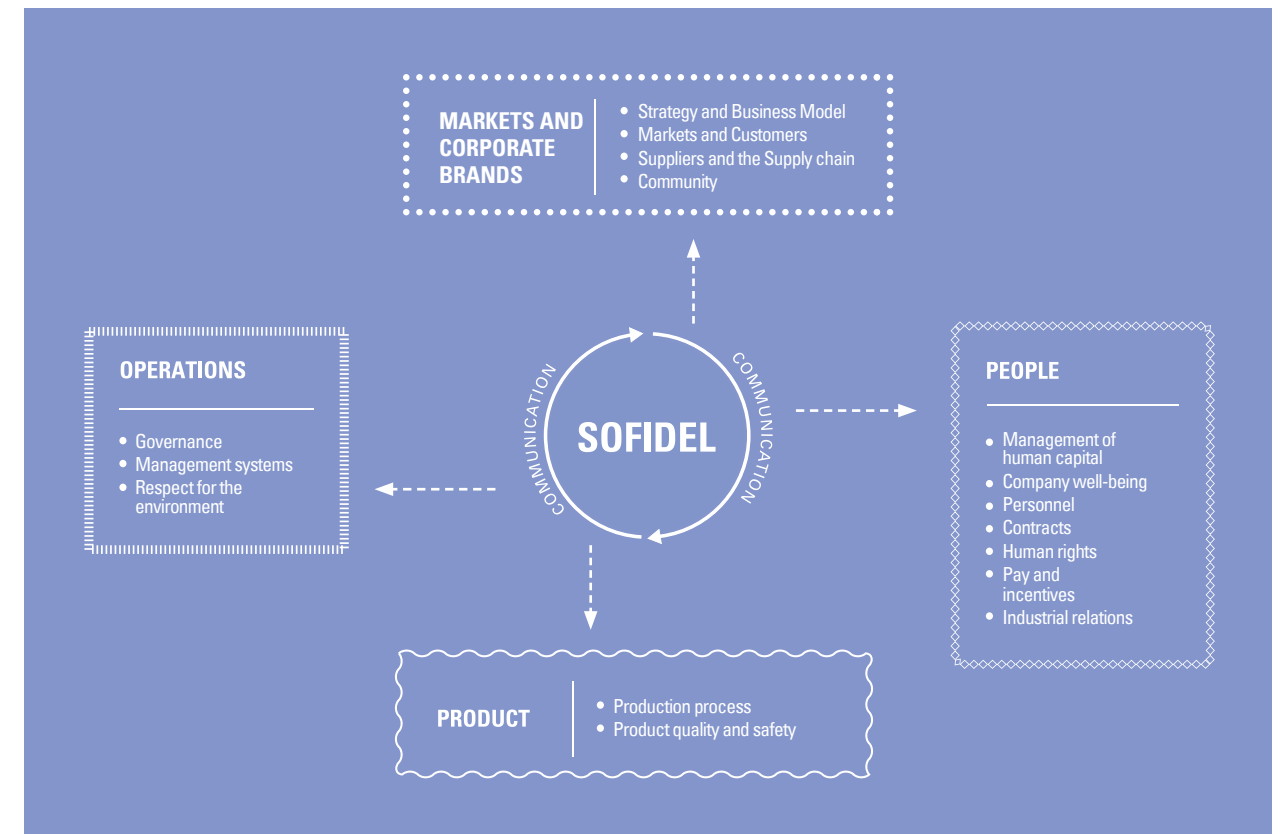 MARKETS AND
CORPORATE
BRANDS
• Strategy and Business Model
• Markets and Customers
• Suppliers and the Supply chain
• Community
OPERATIONS
• Governance
• Management systems
• Respect for the
environment
COMMUNICATION
SOFIDEL
COMMUNICATION
PEOPLE
• Management of
human capital
• Company well-being
• Personnel
• Contracts
• Human rights
• Pay and
incentives
• Industrial relations
PRODUCT
• Production process
• Product quality and safety